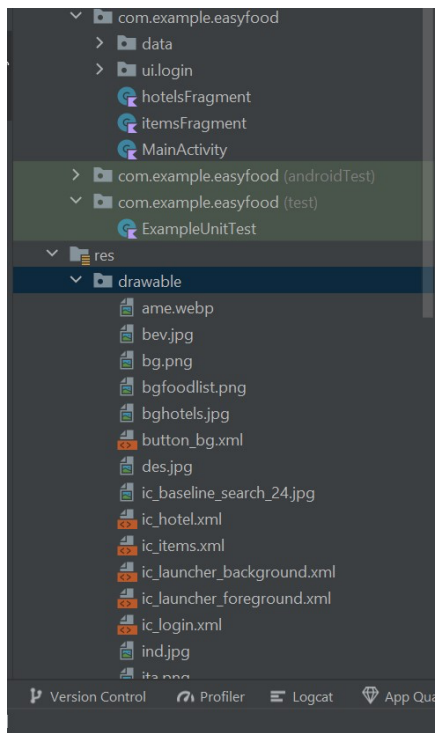 com.example.easyfood
data
ui.login
hotelsFragment
itemsFragment
MainActivity
com.example.easyfood (androidTest)
com.example.easyfood (test)
ExampleUnitTest
res
drawable
ame.webp
bev.jpg
bg.png
bgfoodlist.png
bghotels.jpg
button_bg.xml
des.jpg
ic_baseline_search_24.jpg
ic_hotel.xml
ic_items.xml
ic_launcher_background.xml
ic_launcher_foreground.xml
ic_login.xml
ind.jpg
ita.png
Version Control Profiler Logcat App Qua